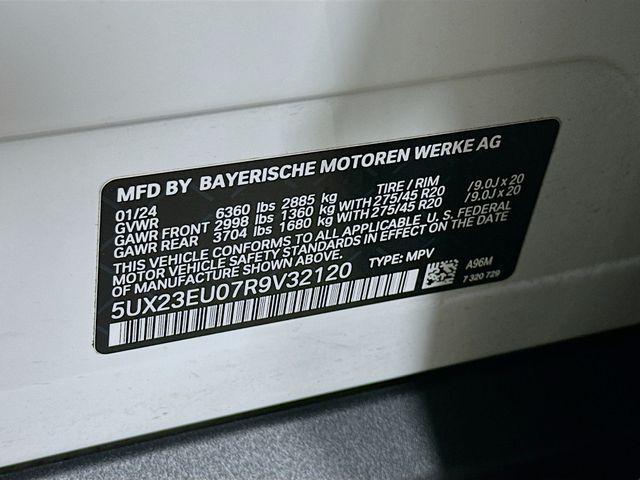 MFD BY BAYERISCHE MOTOREN WERKE AG
01/24 TIRE / RIM
GVWR 6360 lbs 2885 kg
GAWR FRONT 2998 lbs 1360 kg WITH 275/45 R20 / 9.0J x 20
GAWR REAR 3704 lbs 1680 kg WITH 275/45 R20 / 9.0J x 20
THIS VEHICLE CONFORMS TO ALL APPLICABLE U. S. FEDERAL
MOTOR VEHICLE SAFETY STANDARDS IN EFFECT ON THE DATE
OF MANUFACTURE SHOWN ABOVE.
5UX23EU07R9V32120 TYPE: MPV
A96M
7 320 729